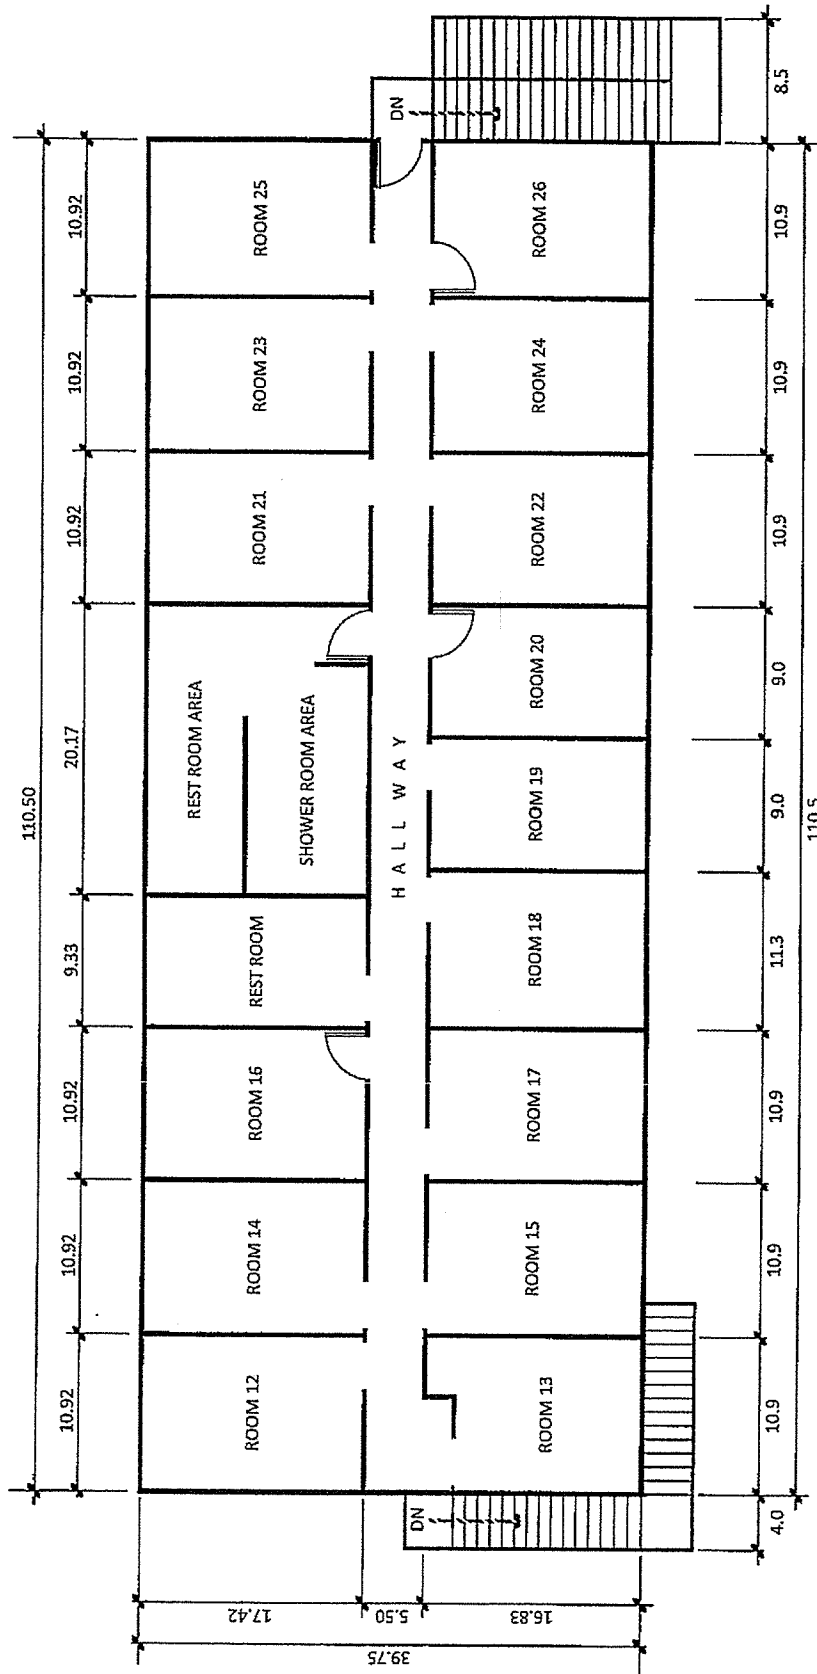 110.50
10.92
10.92
10.92
9.33
20.17
10.92
10.92
10.92
ROOM 12
ROOM 14
ROOM 16
REST ROOM
REST ROOM AREA
SHOWER ROOM AREA
ROOM 21
ROOM 23
ROOM 25
HALL WAY
DN
DN
ROOM 13
ROOM 15
ROOM 17
ROOM 18
ROOM 19
ROOM 20
ROOM 22
ROOM 24
ROOM 26
4.0
10.9
10.9
10.9
11.3
9.0
9.0
10.9
10.9
10.9
8.5
110.5
17.42
5.50
16.83
39.75